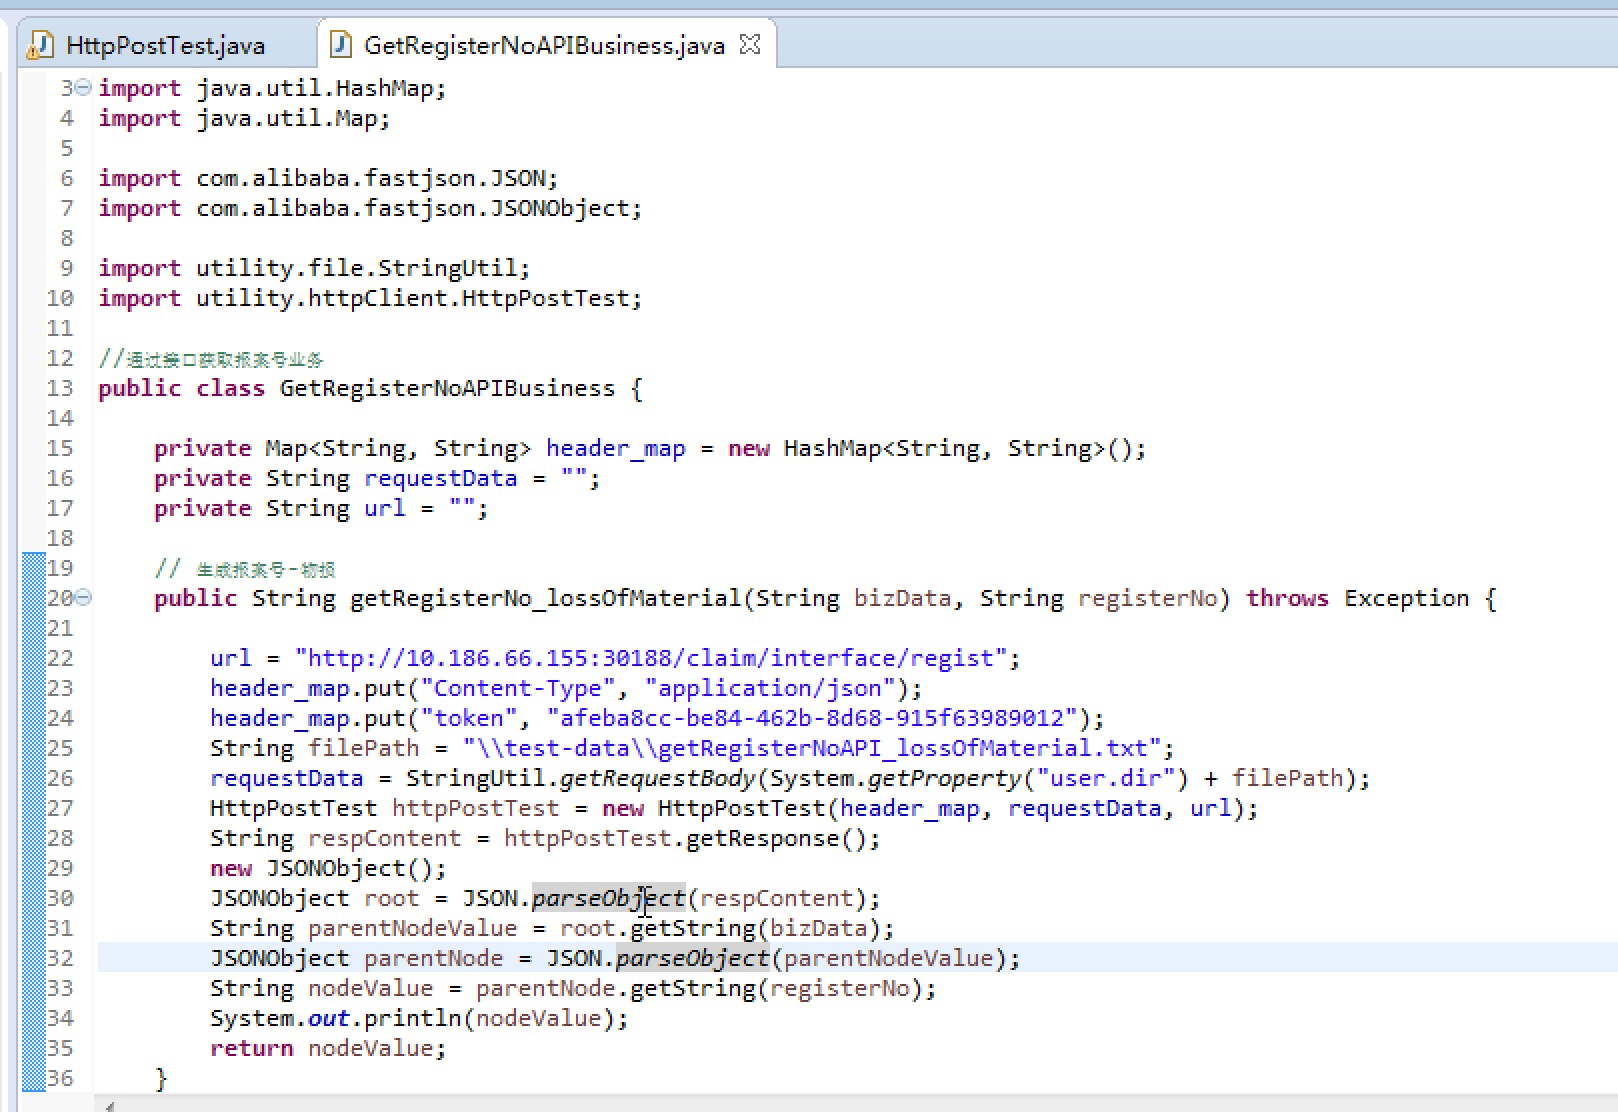 HttpPostTest.java
GetRegisterNoAPIBusiness.java
3 import java.util.HashMap;
4 import java.util.Map;
5
6 import com.alibaba.fastjson.JSON;
7 import com.alibaba.fastjson.JSONObject;
8
9 import utility.file.StringUtil;
10 import utility.httpClient.HttpPostTest;
11
12 //通过接口获取报案号业务
13 public class GetRegisterNoAPIBusiness {
14
15     private Map<String, String> header_map = new HashMap<String, String>();
16     private String requestData = "";
17     private String url = "";
18
19     // 生成报案号-物损
20     public String getRegisterNo_lossOfMaterial(String bizData, String registerNo) throws Exception {
21
22         url = "http://10.186.66.155:30188/claim/interface/regist";
23         header_map.put("Content-Type", "application/json");
24         header_map.put("token", "afeba8cc-be84-462b-8d68-915f63989012");
25         String filePath = "\\test-data\\getRegisterNoAPI_lossOfMaterial.txt";
26         requestData = StringUtil.getRequestBody(System.getProperty("user.dir") + filePath);
27         HttpPostTest httpPostTest = new HttpPostTest(header_map, requestData, url);
28         String respContent = httpPostTest.getResponse();
29         new JSONObject();
30         JSONObject root = JSON.parseObject(respContent);
31         String parentNodeValue = root.getString(bizData);
32         JSONObject parentNode = JSON.parseObject(parentNodeValue);
33         String nodeValue = parentNode.getString(registerNo);
34         System.out.println(nodeValue);
35         return nodeValue;
36     }